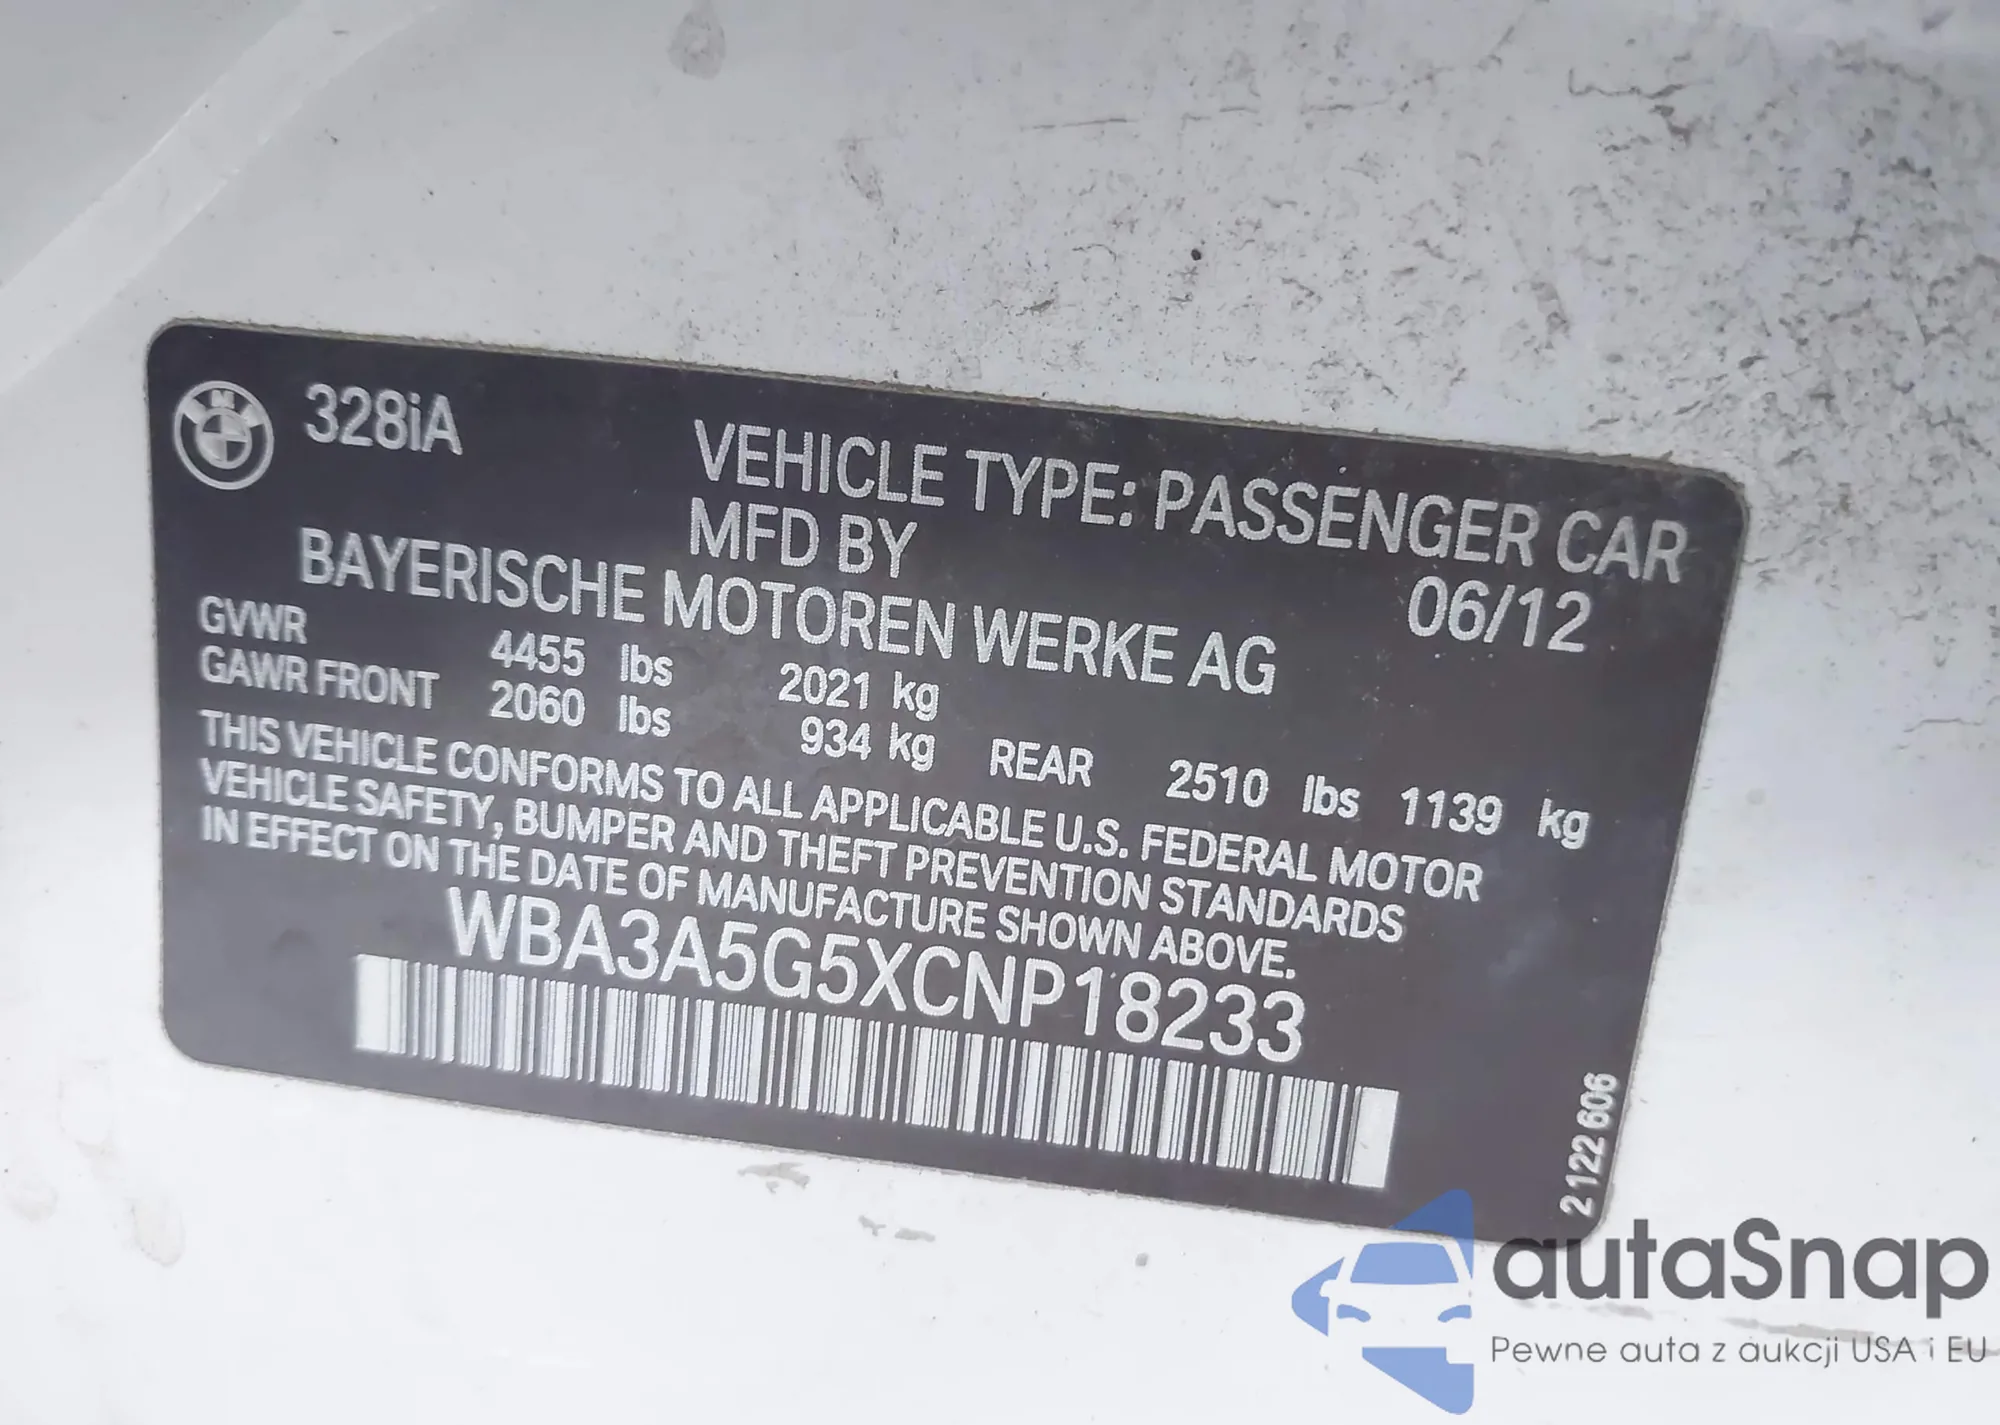 328iA
VEHICLE TYPE: PASSENGER CAR
MFD BY 06/12
BAYERISCHE MOTOREN WERKE AG
GVWR 4455 lbs 2021 kg
GAWR FRONT 2060 lbs 934 kg REAR 2510 lbs 1139 kg
THIS VEHICLE CONFORMS TO ALL APPLICABLE U.S. FEDERAL MOTOR
VEHICLE SAFETY, BUMPER AND THEFT PREVENTION STANDARDS
IN EFFECT ON THE DATE OF MANUFACTURE SHOWN ABOVE.
WBA3A5G5XCNP18233
2122606
BMW
autaSnap
Pewne auta z aukcji USA i EU